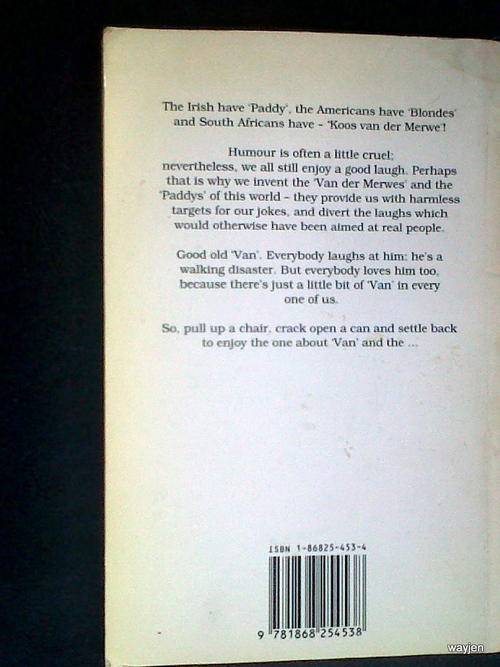 The Irish have 'Paddy', the Americans have 'Blondes'
and South Africans have – 'Koos van der Merwe'!
Humour is often a little cruel;
nevertheless, we all still enjoy a good laugh. Perhaps
that is why we invent the 'Van der Merwes' and the
'Paddys' of this world – they provide us with harmless
targets for our jokes, and divert the laughs which
would otherwise have been aimed at real people.
Good old 'Van'. Everybody laughs at him: he's a
walking disaster. But everybody loves him too,
because there's just a little bit of 'Van' in every
one of us.
So, pull up a chair, crack open a can and settle back
to enjoy the one about 'Van' and the ...
ISBN 1-86825-453-4
9 781868 254538
wayjen